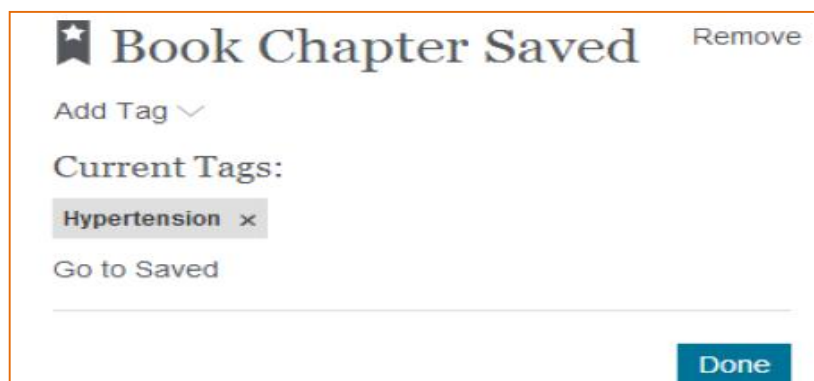 Book Chapter Saved Remove
Add Tag
Current Tags:
Hypertension ×
Go to Saved
Done